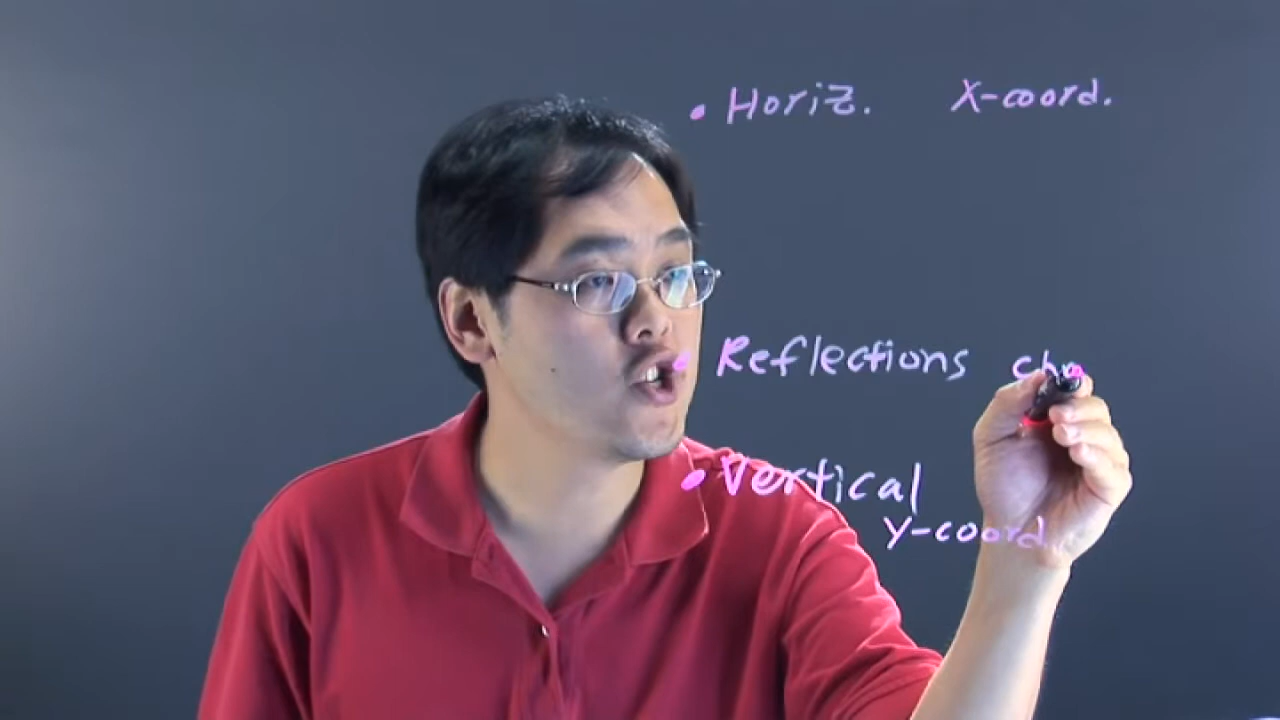 • Horiz. X-coord.
• Reflections
• Vertical
Y-coord.